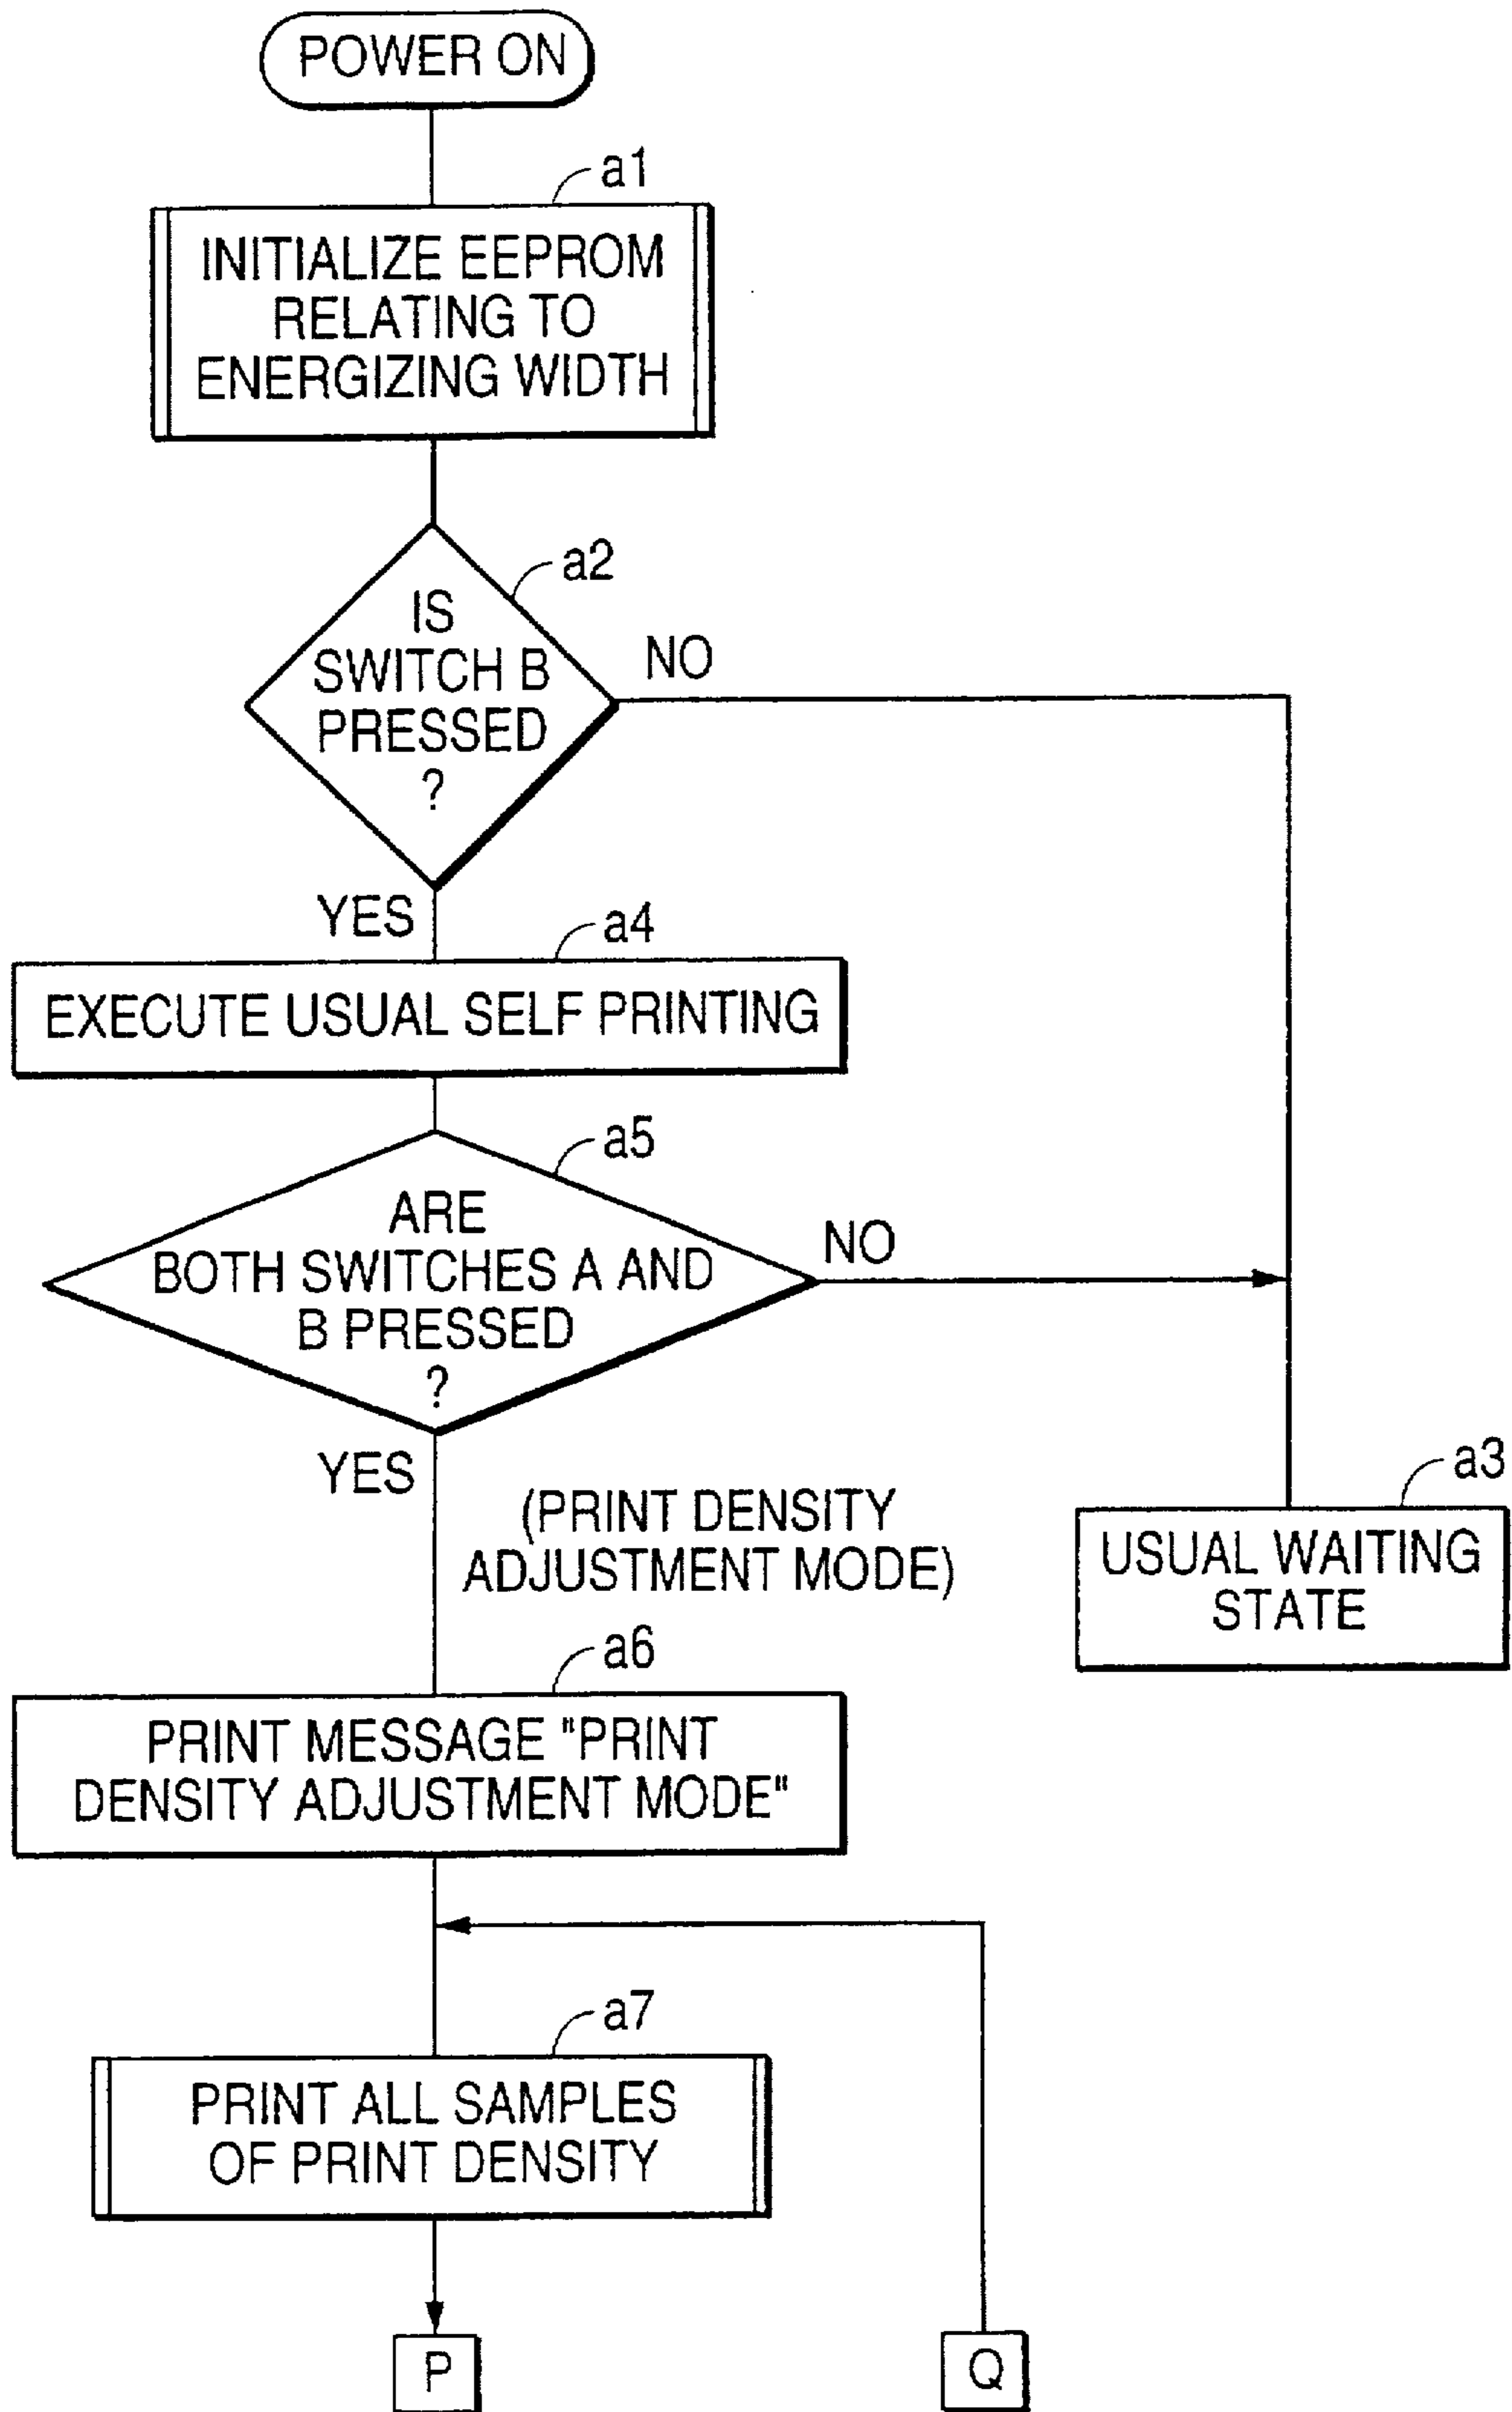 POWER ON
a1
INITIALIZE EEPROM
RELATING TO
ENERGIZING WIDTH
a2
IS
SWITCH B
PRESSED
?
NO
YES
a4
EXECUTE USUAL SELF PRINTING
a5
ARE
BOTH SWITCHES A AND
B PRESSED
?
NO
YES
(PRINT DENSITY
ADJUSTMENT MODE)
a3
USUAL WAITING
STATE
a6
PRINT MESSAGE "PRINT
DENSITY ADJUSTMENT MODE"
a7
PRINT ALL SAMPLES
OF PRINT DENSITY
P
Q